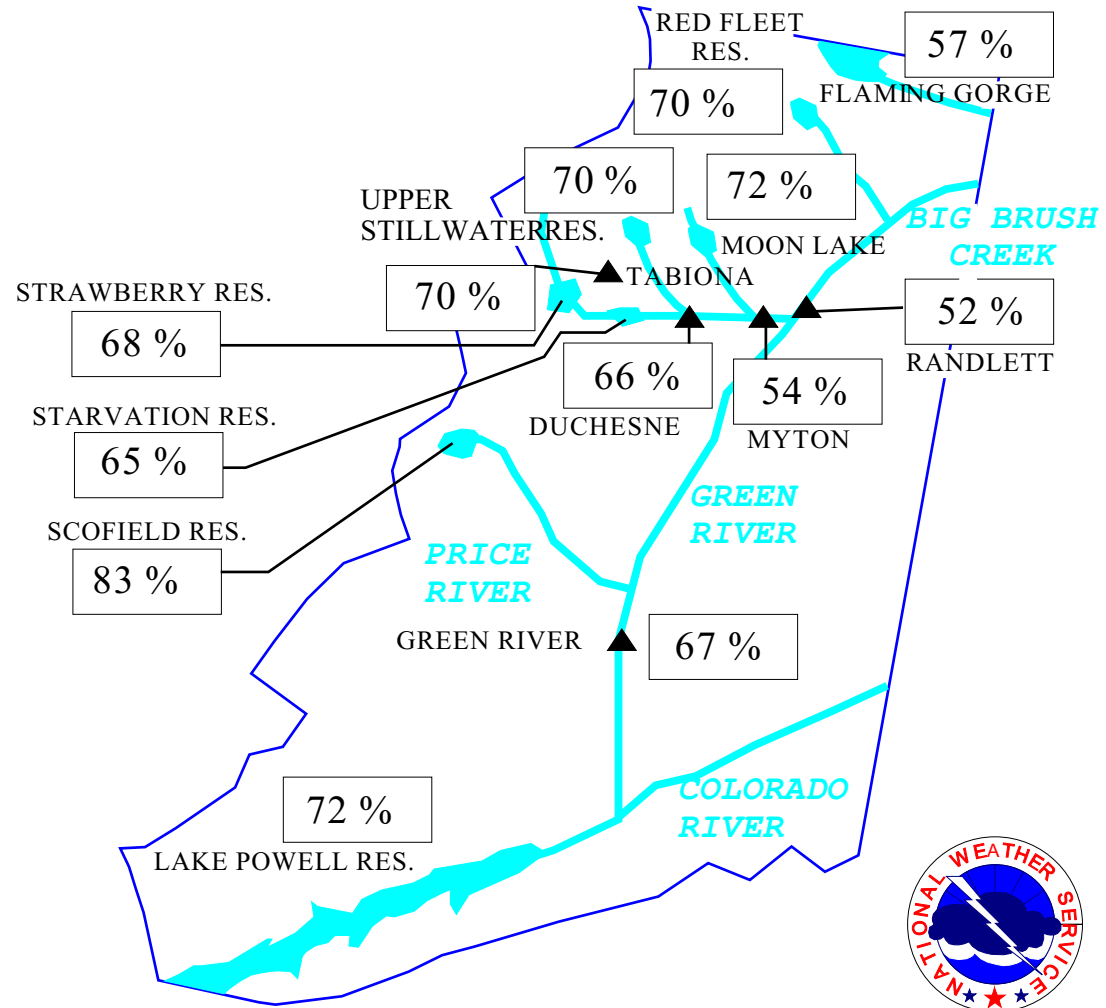 RED FLEET
RES.
70 %
57 %
FLAMING GORGE
70 %
UPPER
STILLWATERRES.
72 %
MOON LAKE
BIG BRUSH
CREEK
TABIONA
70 %
STRAWBERRY RES.
68 %
52 %
RANDLETT
66 %
DUCHESNE
54 %
MYTON
STARVATION RES.
65 %
SCOFIELD RES.
83 %
GREEN
RIVER
PRICE
RIVER
GREEN RIVER
67 %
72 %
LAKE POWELL RES.
COLORADO
RIVER
NATIONAL WEATHER SERVICE